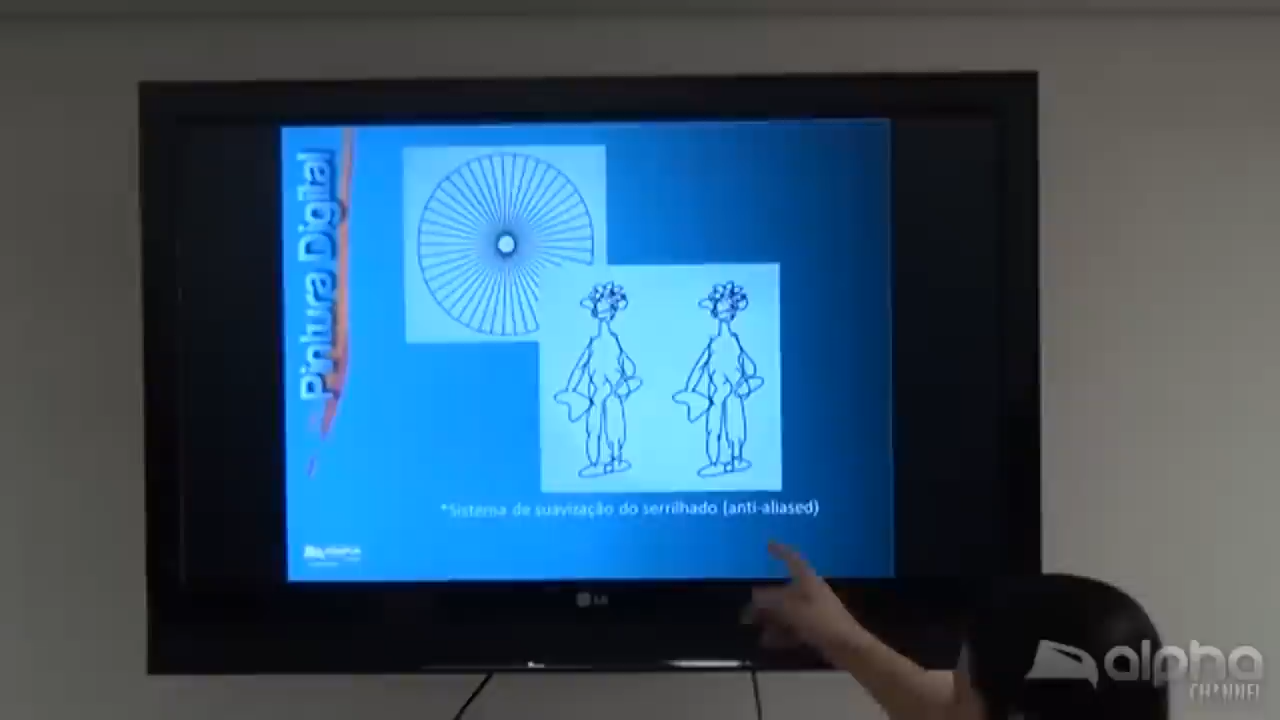 Pintura Digital
*Sistema de suavização do serrilhado (anti-aliased)
LG
alpha
CHANNEL